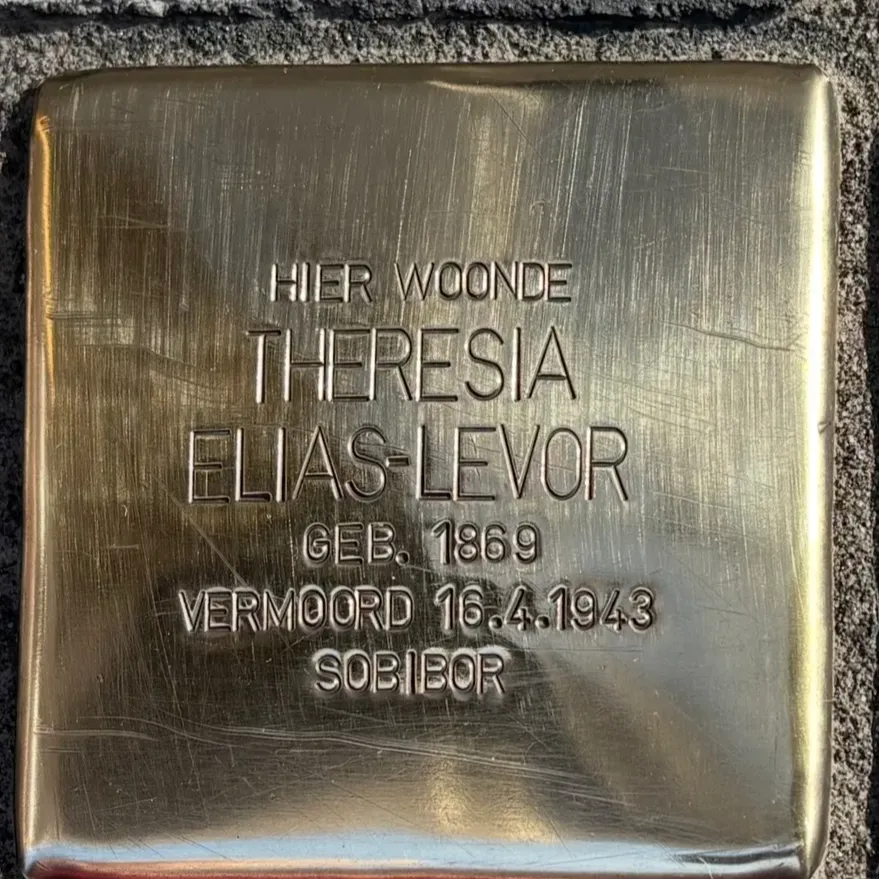 HIER WOONDE
THERESIA
ELIAS-LEVOR
GEB. 1869
VERMOORD 16.4.1943
SOBIBOR